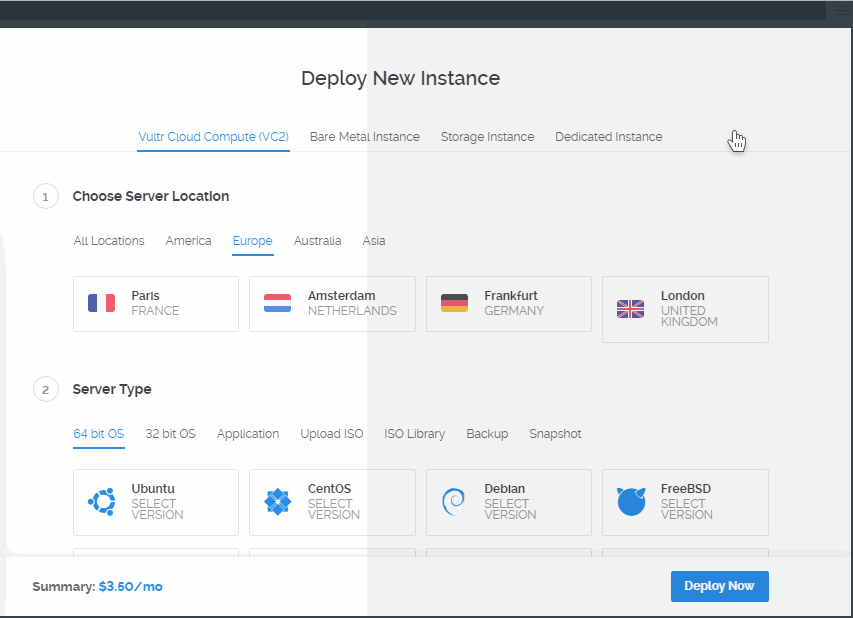 Deploy New Instance
Vultr Cloud Compute (VC2) Bare Metal Instance Storage Instance Dedicated Instance
1 Choose Server Location
All Locations America Europe Australia Asia
Paris
FRANCE
Amsterdam
NETHERLANDS
Frankfurt
GERMANY
London
UNITED
KINGDOM
2 Server Type
64 bit OS 32 bit OS Application Upload ISO ISO Library Backup Snapshot
Ubuntu
SELECT
VERSION
CentOS
SELECT
VERSION
Debian
SELECT
VERSION
FreeBSD
SELECT
VERSION
Summary: $3.50/mo
Deploy Now